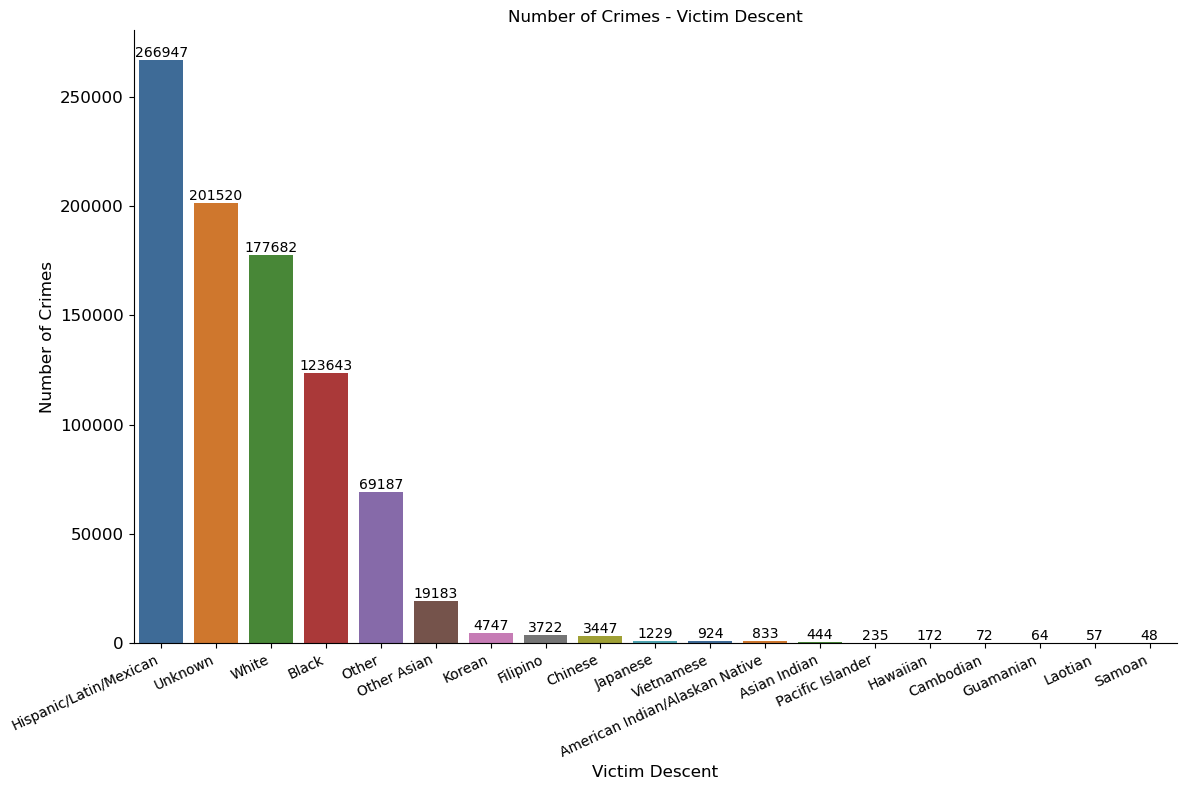 Number of Crimes - Victim Descent
Number of Crimes
250000
200000
150000
100000
50000
0
266947
201520
177682
123643
69187
19183
4747
3722
3447
1229
924
833
444
235
172
72
64
57
48
Hispanic/Latin/Mexican
Unknown
White
Black
Other
Other Asian
Korean
Filipino
Chinese
Japanese
Vietnamese
American Indian/Alaskan Native
Asian Indian
Pacific Islander
Hawaiian
Cambodian
Guamanian
Laotian
Samoan
Victim Descent